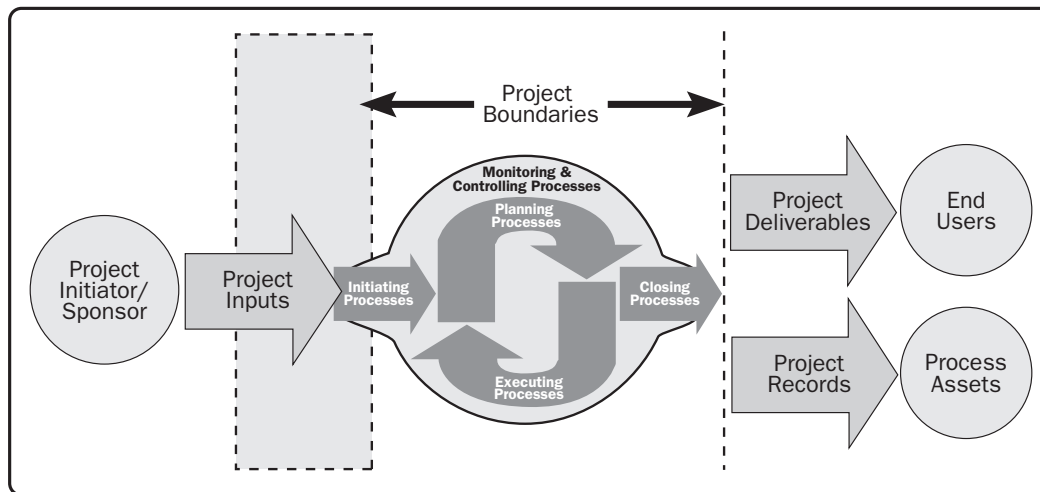 Project
Boundaries
Monitoring &
Controlling Processes
Planning
Processes
Project
Initiator/
Sponsor
Project
Inputs
Initiating
Processes
Closing
Processes
Executing
Processes
Project
Deliverables
End
Users
Project
Records
Process
Assets